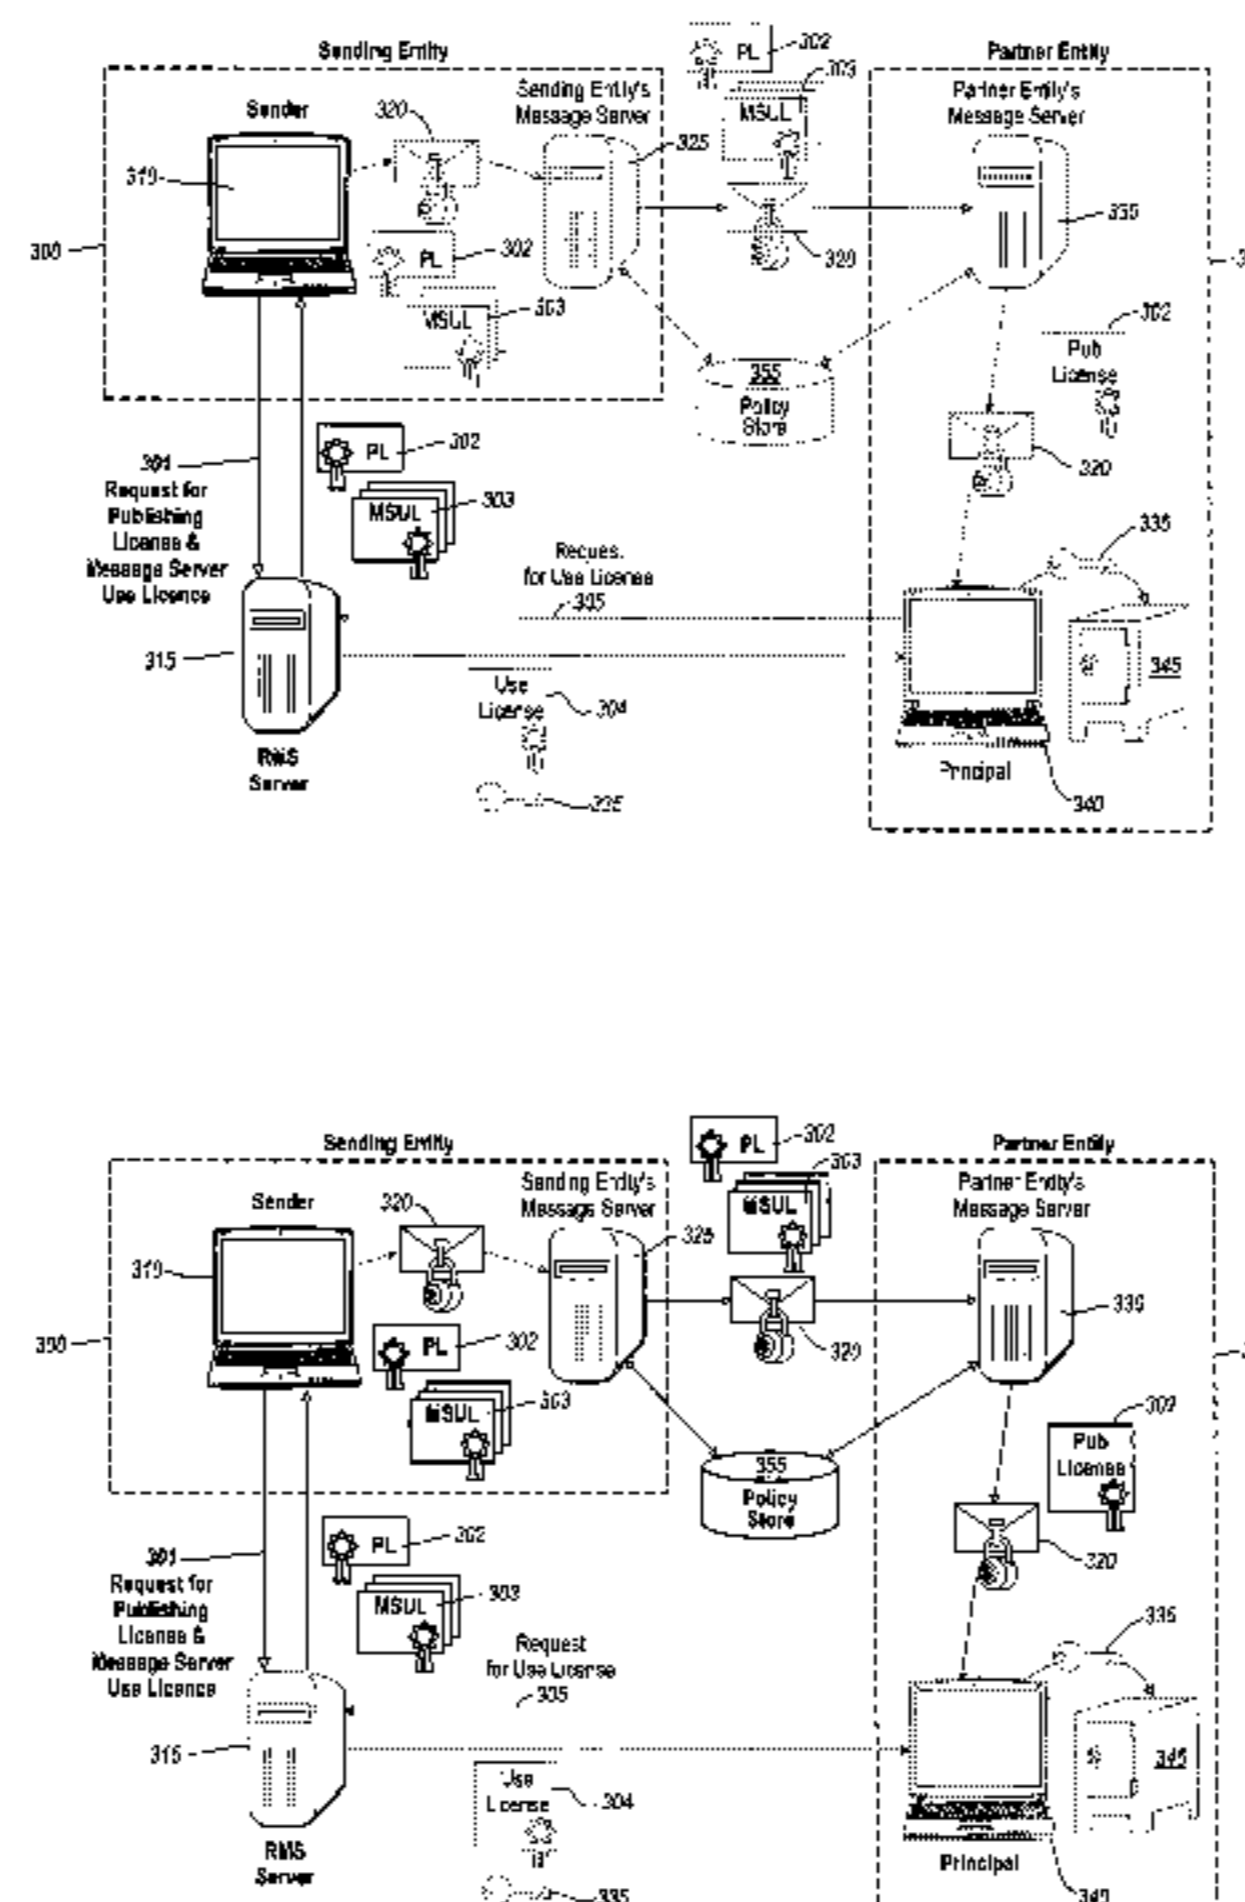 Sending Entity
302
PL
Partner Entity
303
MSUL
Sender
320
Sending Entity's
Message Server
325
Partner Entity's
Message Server
310
300
302
PL
303
MSUL
320
302
Pub
License
355
Policy
Store
320
302
PL
303
MSUL
301
Request for
Publishing
License &
Message Server
Use Licence
for Use License
305
335
315
345
Use
License
304
RMS
Server
335
Principal
340
Sending Entity
302
PL
303
MSUL
Partner Entity
Sender
320
Sending Entity's
Message Server
325
Partner Entity's
Message Server
310
302
PL
320
303
MSUL
Pub
License
355
Policy
Store
320
302
PL
303
MSUL
301
Request for
Publishing
License &
Message Server
Use Licence
Request
for Use License
305
335
315
345
Use
License
304
RMS
Server
335
Principal
340